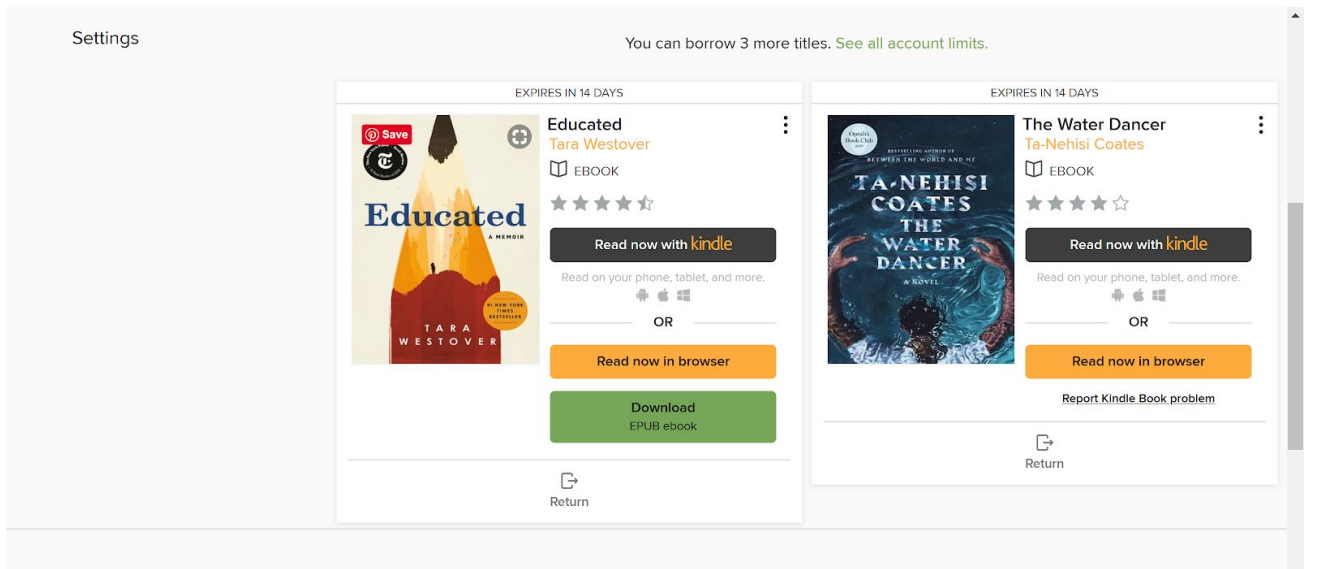 Settings
You can borrow 3 more titles. See all account limits.
EXPIRES IN 14 DAYS
Save
Educated
A MEMOIR
#1 NEW YORK
TIMES
BESTSELLER
TARA
WESTOVER
Educated
Tara Westover
EBOOK
Read now with kindle
Read on your phone, tablet, and more.
OR
Read now in browser
Download
EPUB ebook
Return
EXPIRES IN 14 DAYS
Oprah's
Book Club
BESTSELLING AUTHOR OF
BETWEEN THE WORLD AND ME
TA-NEHISI
COATES
THE
WATER
DANCER
A NOVEL
The Water Dancer
Ta-Nehisi Coates
EBOOK
Read now with kindle
Read on your phone, tablet, and more.
OR
Read now in browser
Report Kindle Book problem
Return